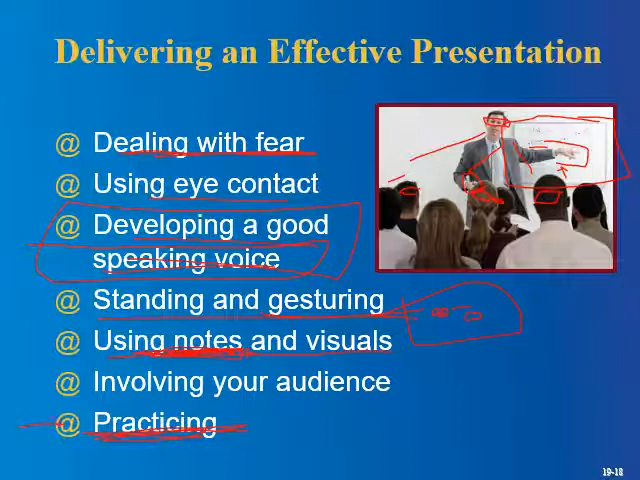 Delivering an Effective Presentation
@ Dealing with fear
@ Using eye contact
@ Developing a good
speaking voice
@ Standing and gesturing
@ Using notes and visuals
@ Involving your audience
@ Practicing
19-18